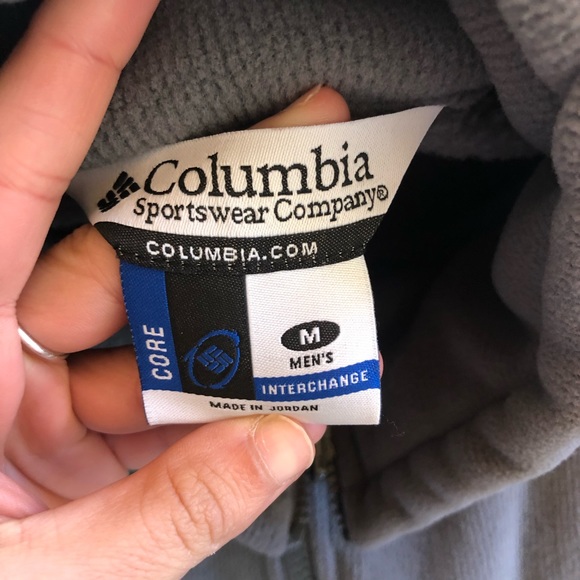 Columbia
Sportswear Company®
COLUMBIA.COM
CORE
M
MEN'S
INTERCHANGE
MADE IN JORDAN